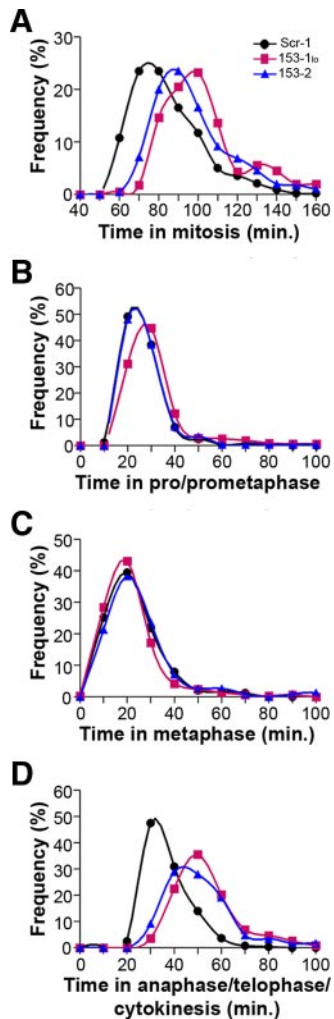 A
Frequency (%)
30
20
10
0
40 60 80 100 120 140 160
Time in mitosis (min.)
Scr-1
153-1lo
153-2
B
Frequency (%)
60
50
40
30
20
10
0
0 20 40 60 80 100
Time in pro/prometaphase
C
Frequency (%)
50
40
30
20
10
0
0 20 40 60 80 100
Time in metaphase (min.)
D
Frequency (%)
50
40
30
20
10
0
0 20 40 60 80 100
Time in anaphase/telophase/
cytokinesis (min.)